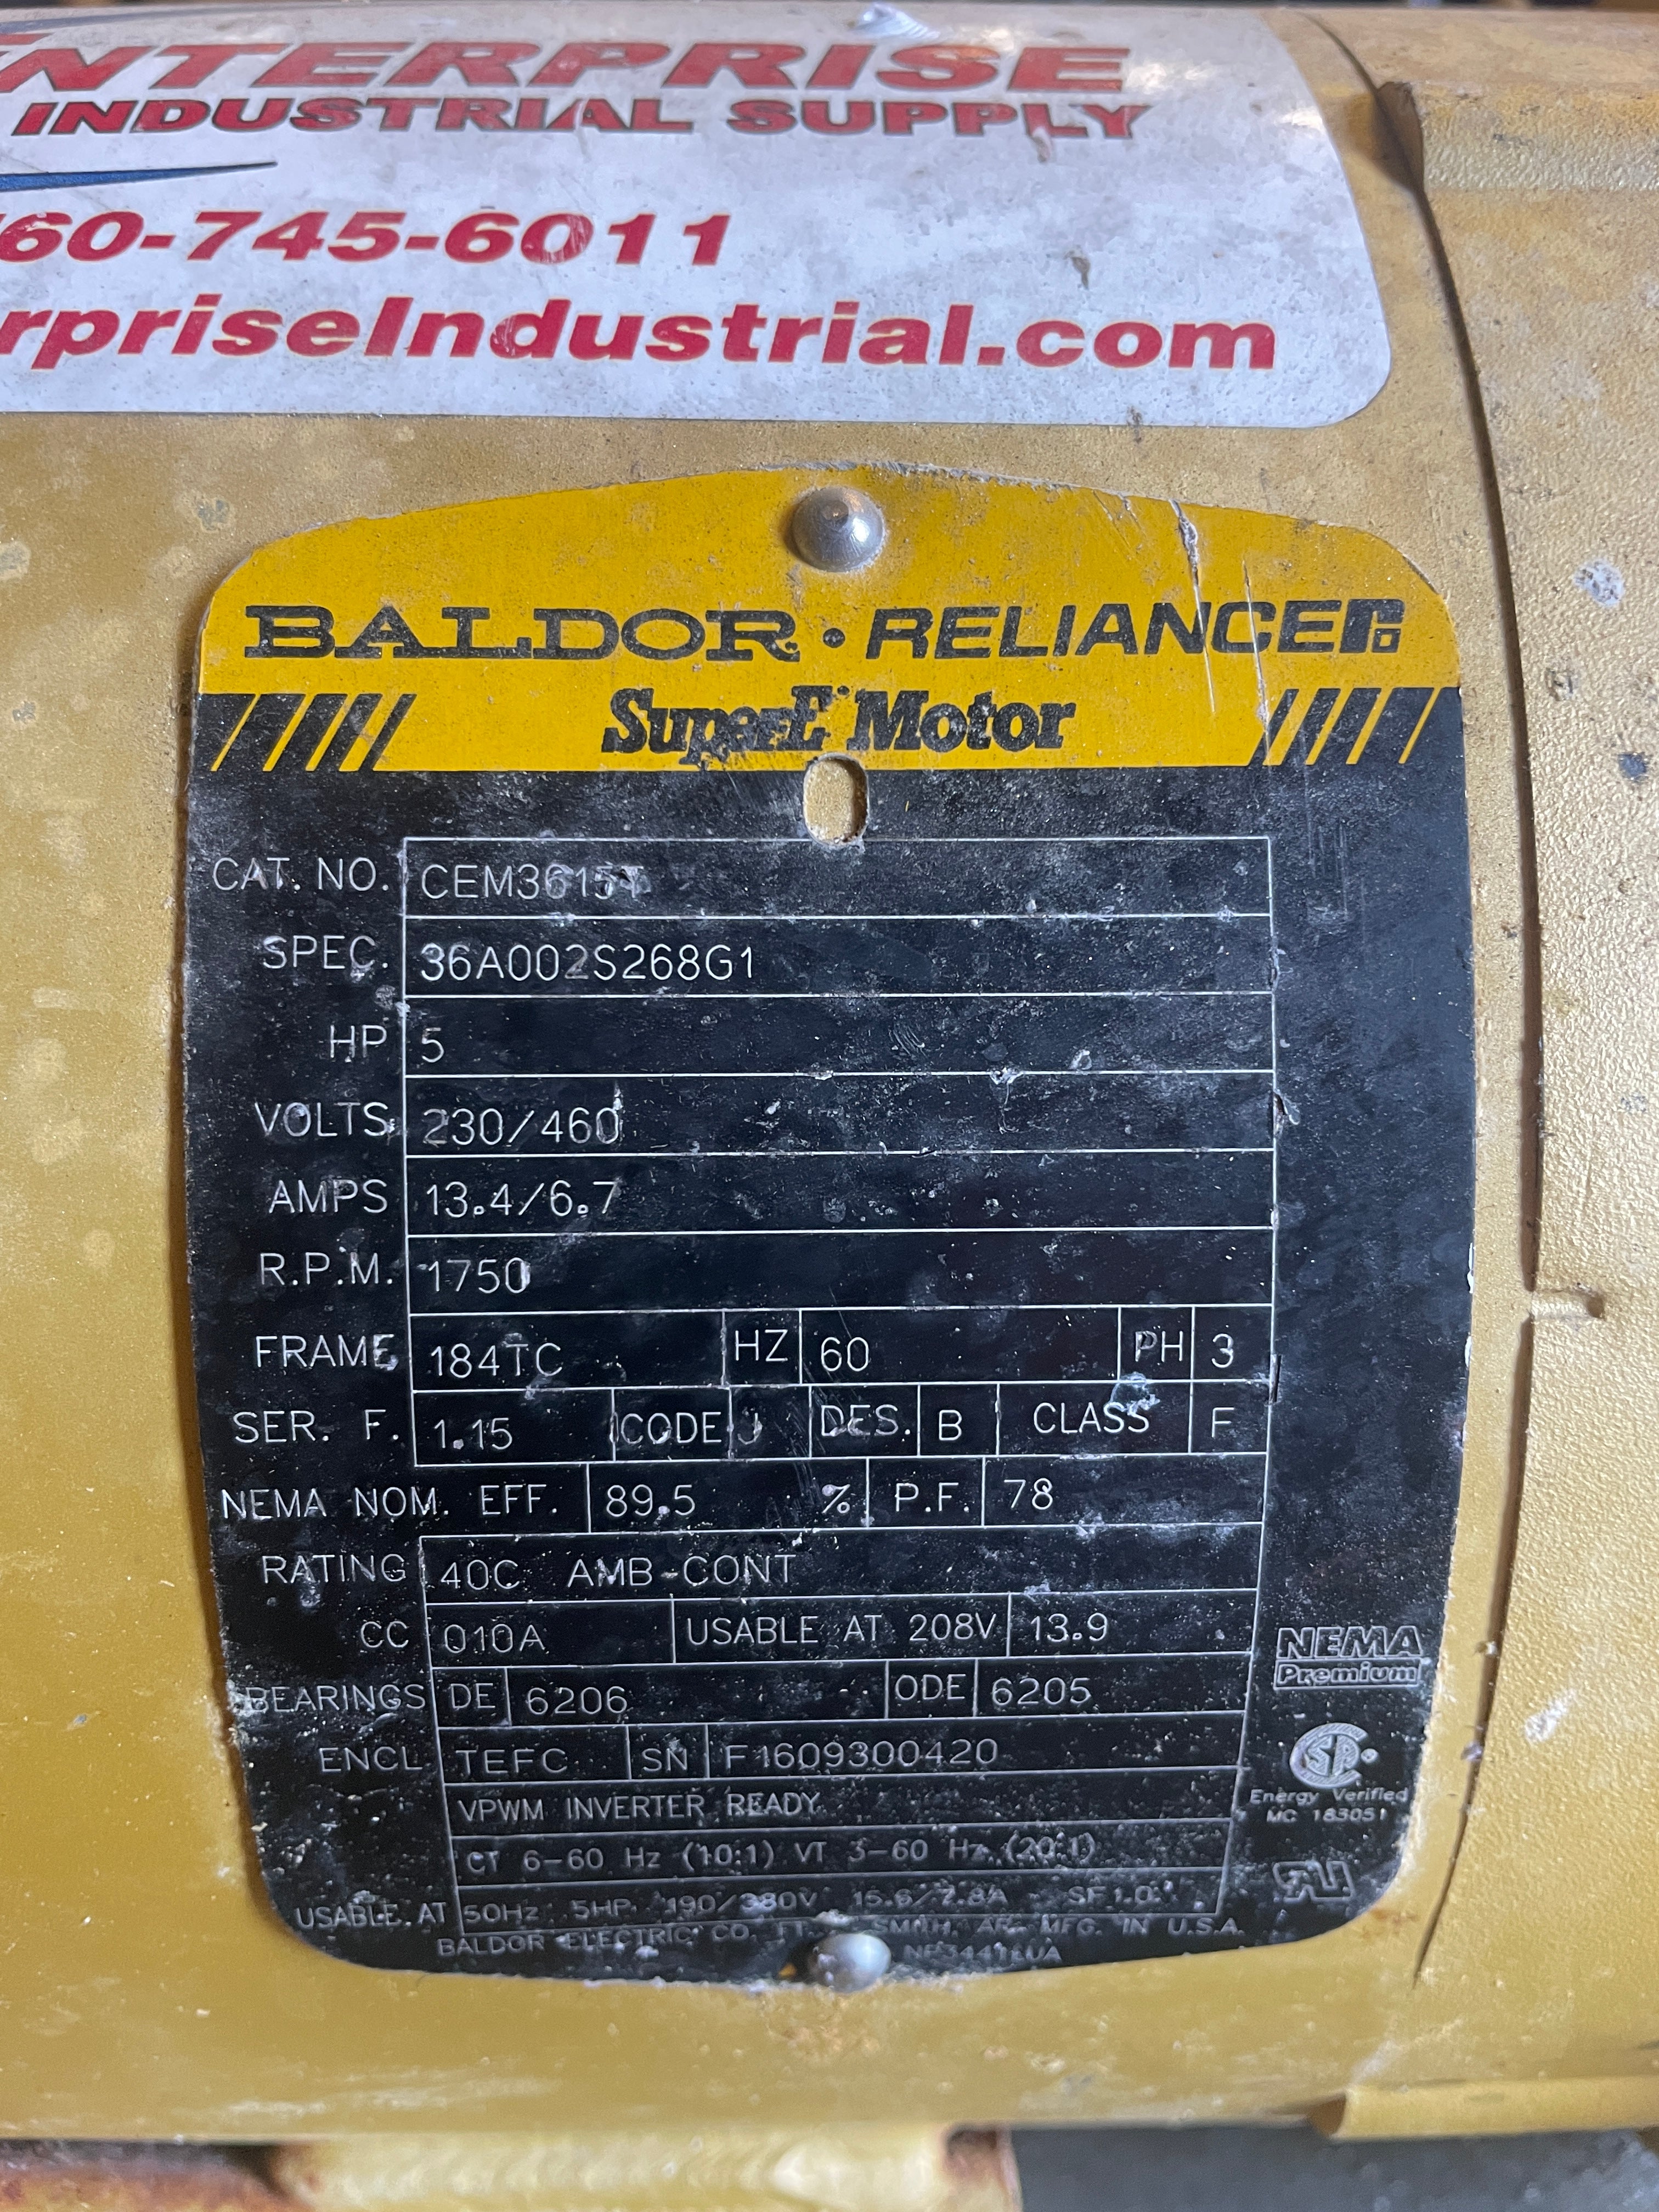 ENTERPRISE
INDUSTRIAL SUPPLY
60-745-6011
rpriseIndustrial.com
BALDOR · RELIANCER
SuperE Motor
CAT. NO. CEM3615T
SPEC. 36A002S268G1
HP 5
VOLTS 230/460
AMPS 13.4/6.7
R.P.M. 1750
FRAME 184TC HZ 60 PH 3
SER. F. 1.15 CODE J DES. B CLASS F
NEMA NOM. EFF. 89.5 % P.F. 78
RATING 40C AMB-CONT
CC 010A USABLE AT 208V 13.9
BEARINGS DE 6206 ODE 6205
ENCL TEFC SN F1609300420
VPWM INVERTER READY
CT 6-60 Hz (10:1) VT 3-60 Hz (20:1)
USABLE AT 50Hz 5HP 190/380V 15.6/7.8A SF1.0
BALDOR ELECTRIC CO. FT. SMITH, AR. MFG. IN U.S.A.
NEMA
Premium
Energy Verified
MC 183051